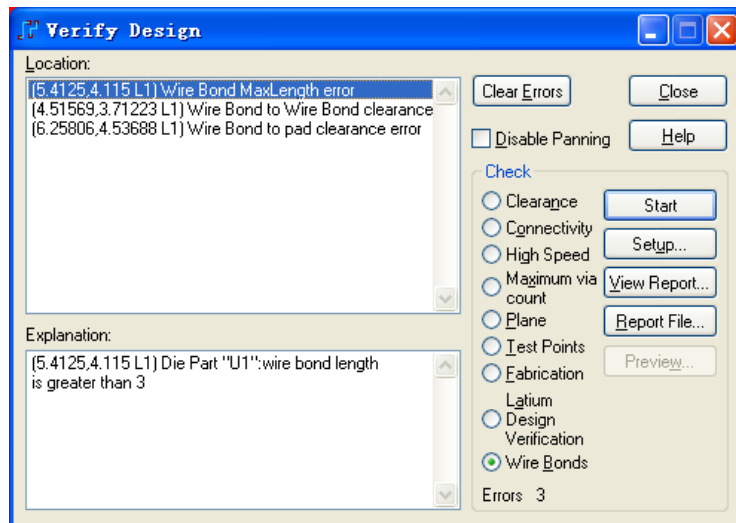 Verify Design
Location:
(5.4125,4.115 L1) Wire Bond MaxLength error
(4.51569,3.71223 L1) Wire Bond to Wire Bond clearance
(6.25806,4.53688 L1) Wire Bond to pad clearance error
Clear Errors
Close
Disable Panning
Help
Check
Clearance
Start
Connectivity
High Speed
Setup...
Maximum via
count
View Report...
Plane
Report File...
Test Points
Fabrication
Preview...
Latium
Design
Verification
Wire Bonds
Errors 3
Explanation:
(5.4125,4.115 L1) Die Part "U1":wire bond length
is greater than 3